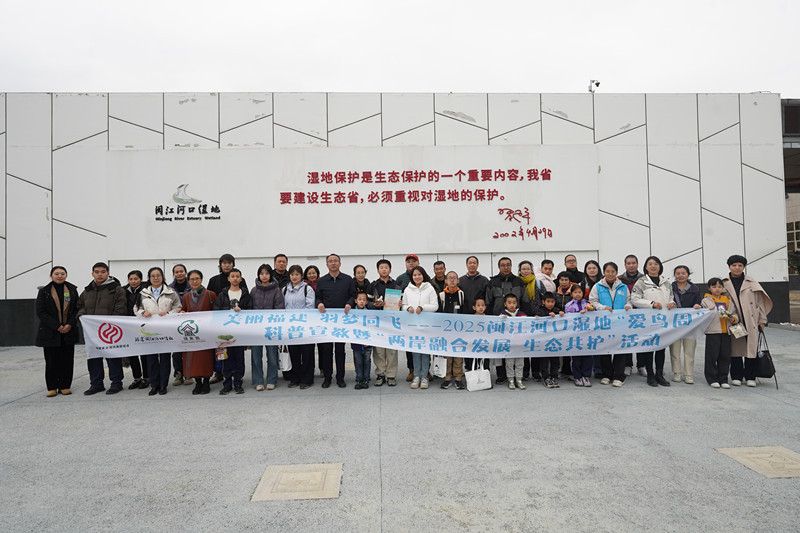 湿地保护是生态保护的一个重要内容，我省
要建设生态省，必须重视对湿地的保护。
2002年4月29日
闽江河口湿地
Minjiang River Estuary Wetland
美丽福建 羽梦同飞——2025闽江河口湿地“爱鸟周”
科普宣教暨“两岸融合发展 生态共护”活动